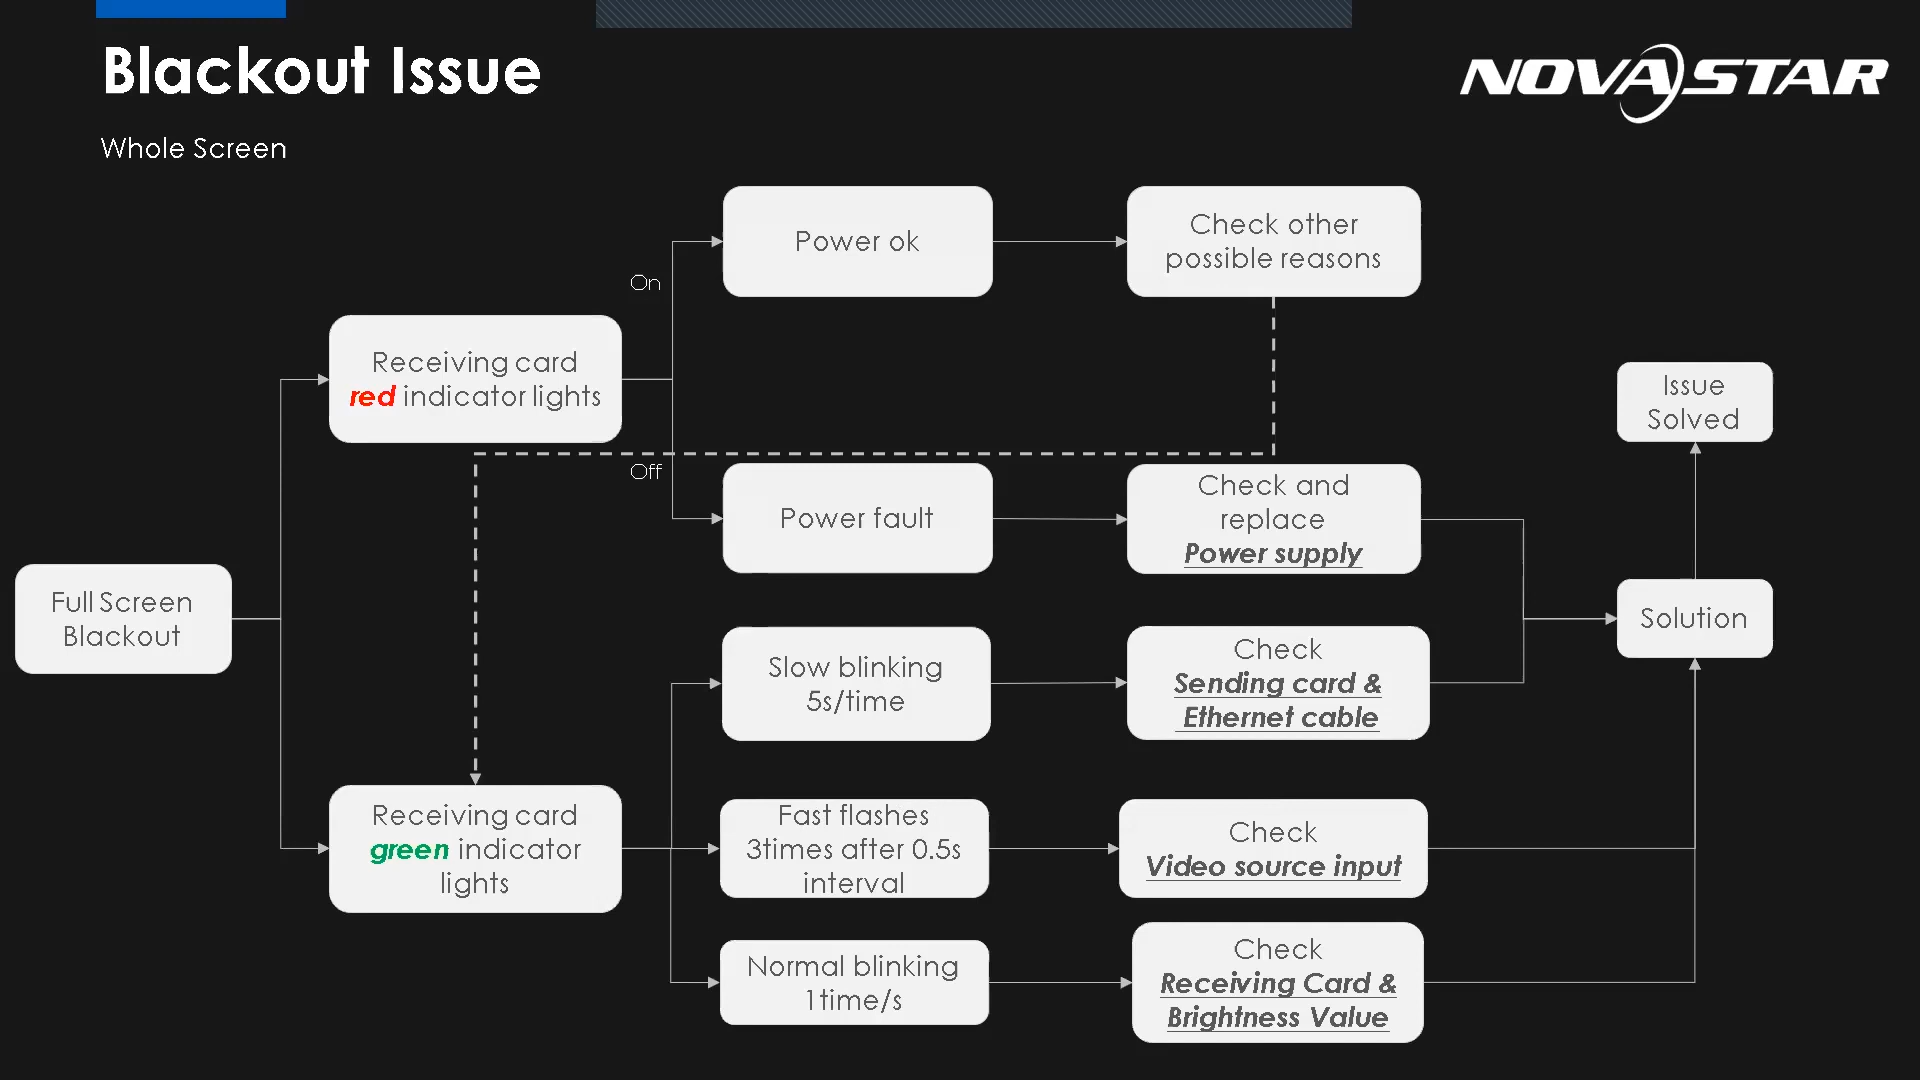 Blackout Issue
NOVASTAR
Whole Screen
Power ok
Check other
possible reasons
On
Receiving card
red indicator lights
Issue
Solved
Off
Power fault
Check and
replace
Power supply
Full Screen
Blackout
Solution
Slow blinking
5s/time
Check
Sending card &
Ethernet cable
Receiving card
green indicator
lights
Fast flashes
3times after 0.5s
interval
Check
Video source input
Normal blinking
1time/s
Check
Receiving Card &
Brightness Value